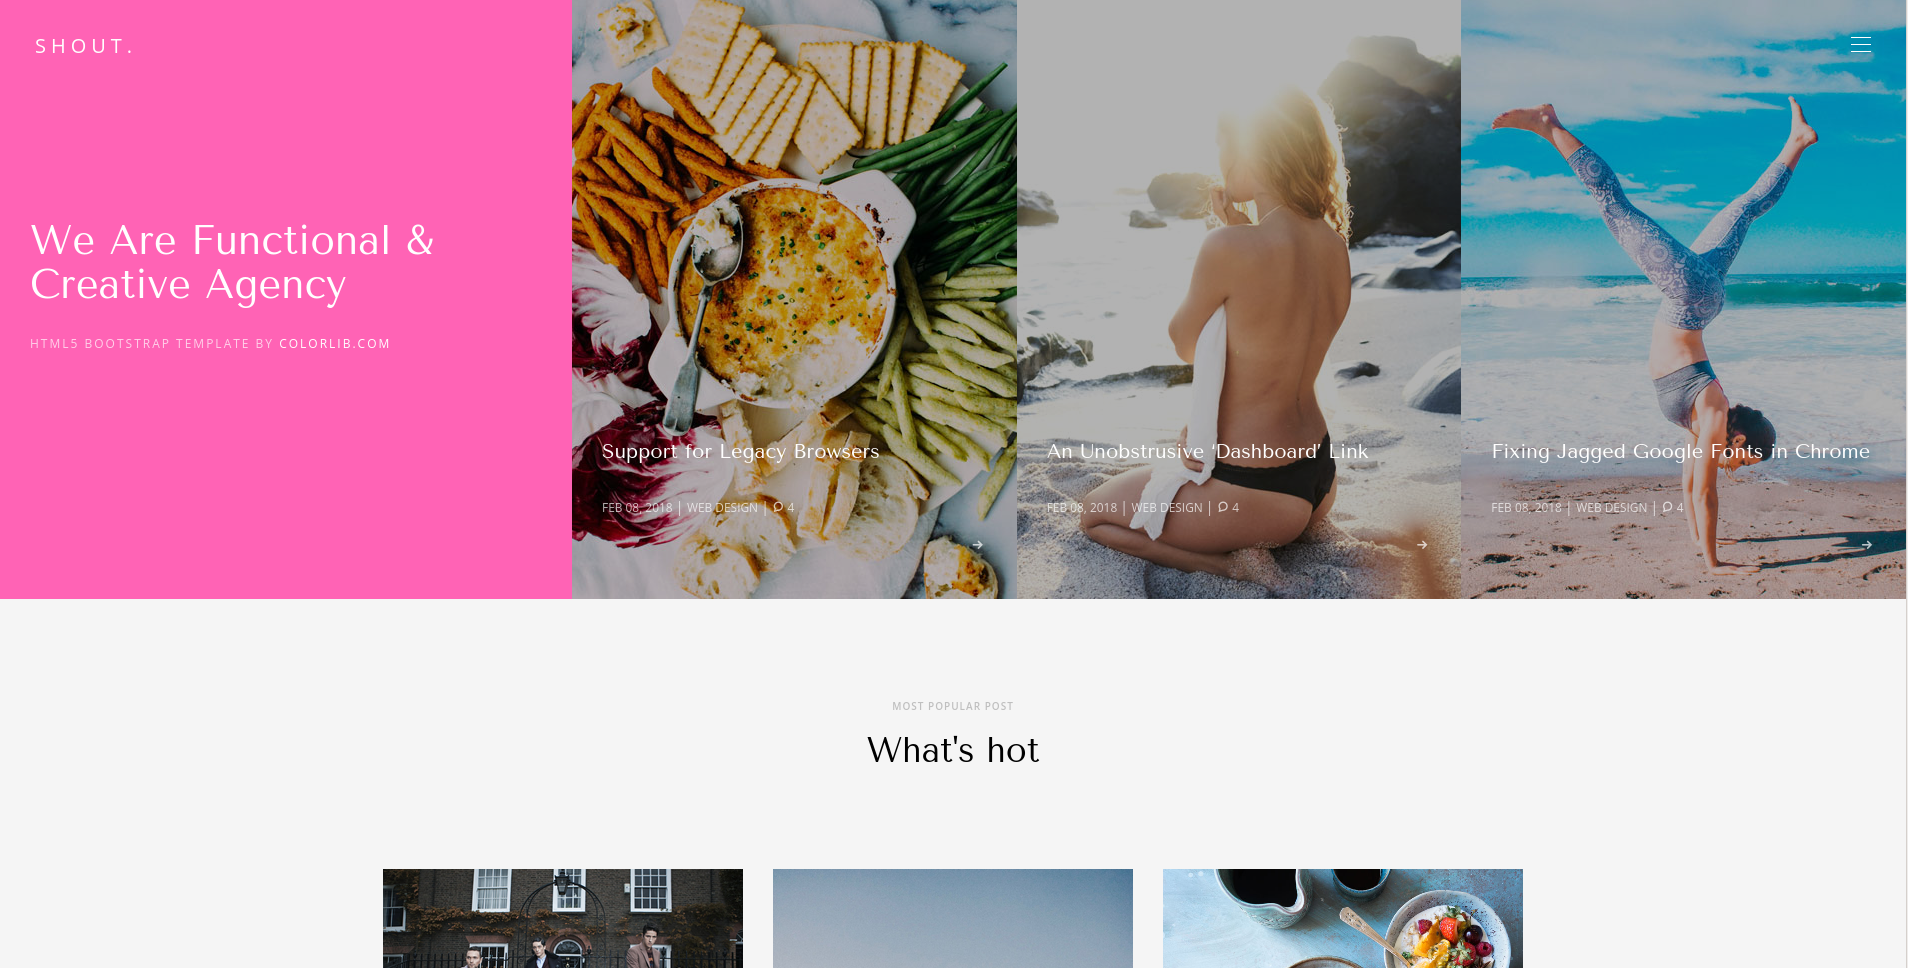 SHOUT.
We Are Functional &
Creative Agency
HTML5 BOOTSTRAP TEMPLATE BY COLORLIB.COM
Support for Legacy Browsers
FEB 08, 2018 | WEB DESIGN | 4
An Unobstrusive ‘Dashboard’ Link
FEB 08, 2018 | WEB DESIGN | 4
Fixing Jagged Google Fonts in Chrome
FEB 08, 2018 | WEB DESIGN | 4
MOST POPULAR POST
What's hot